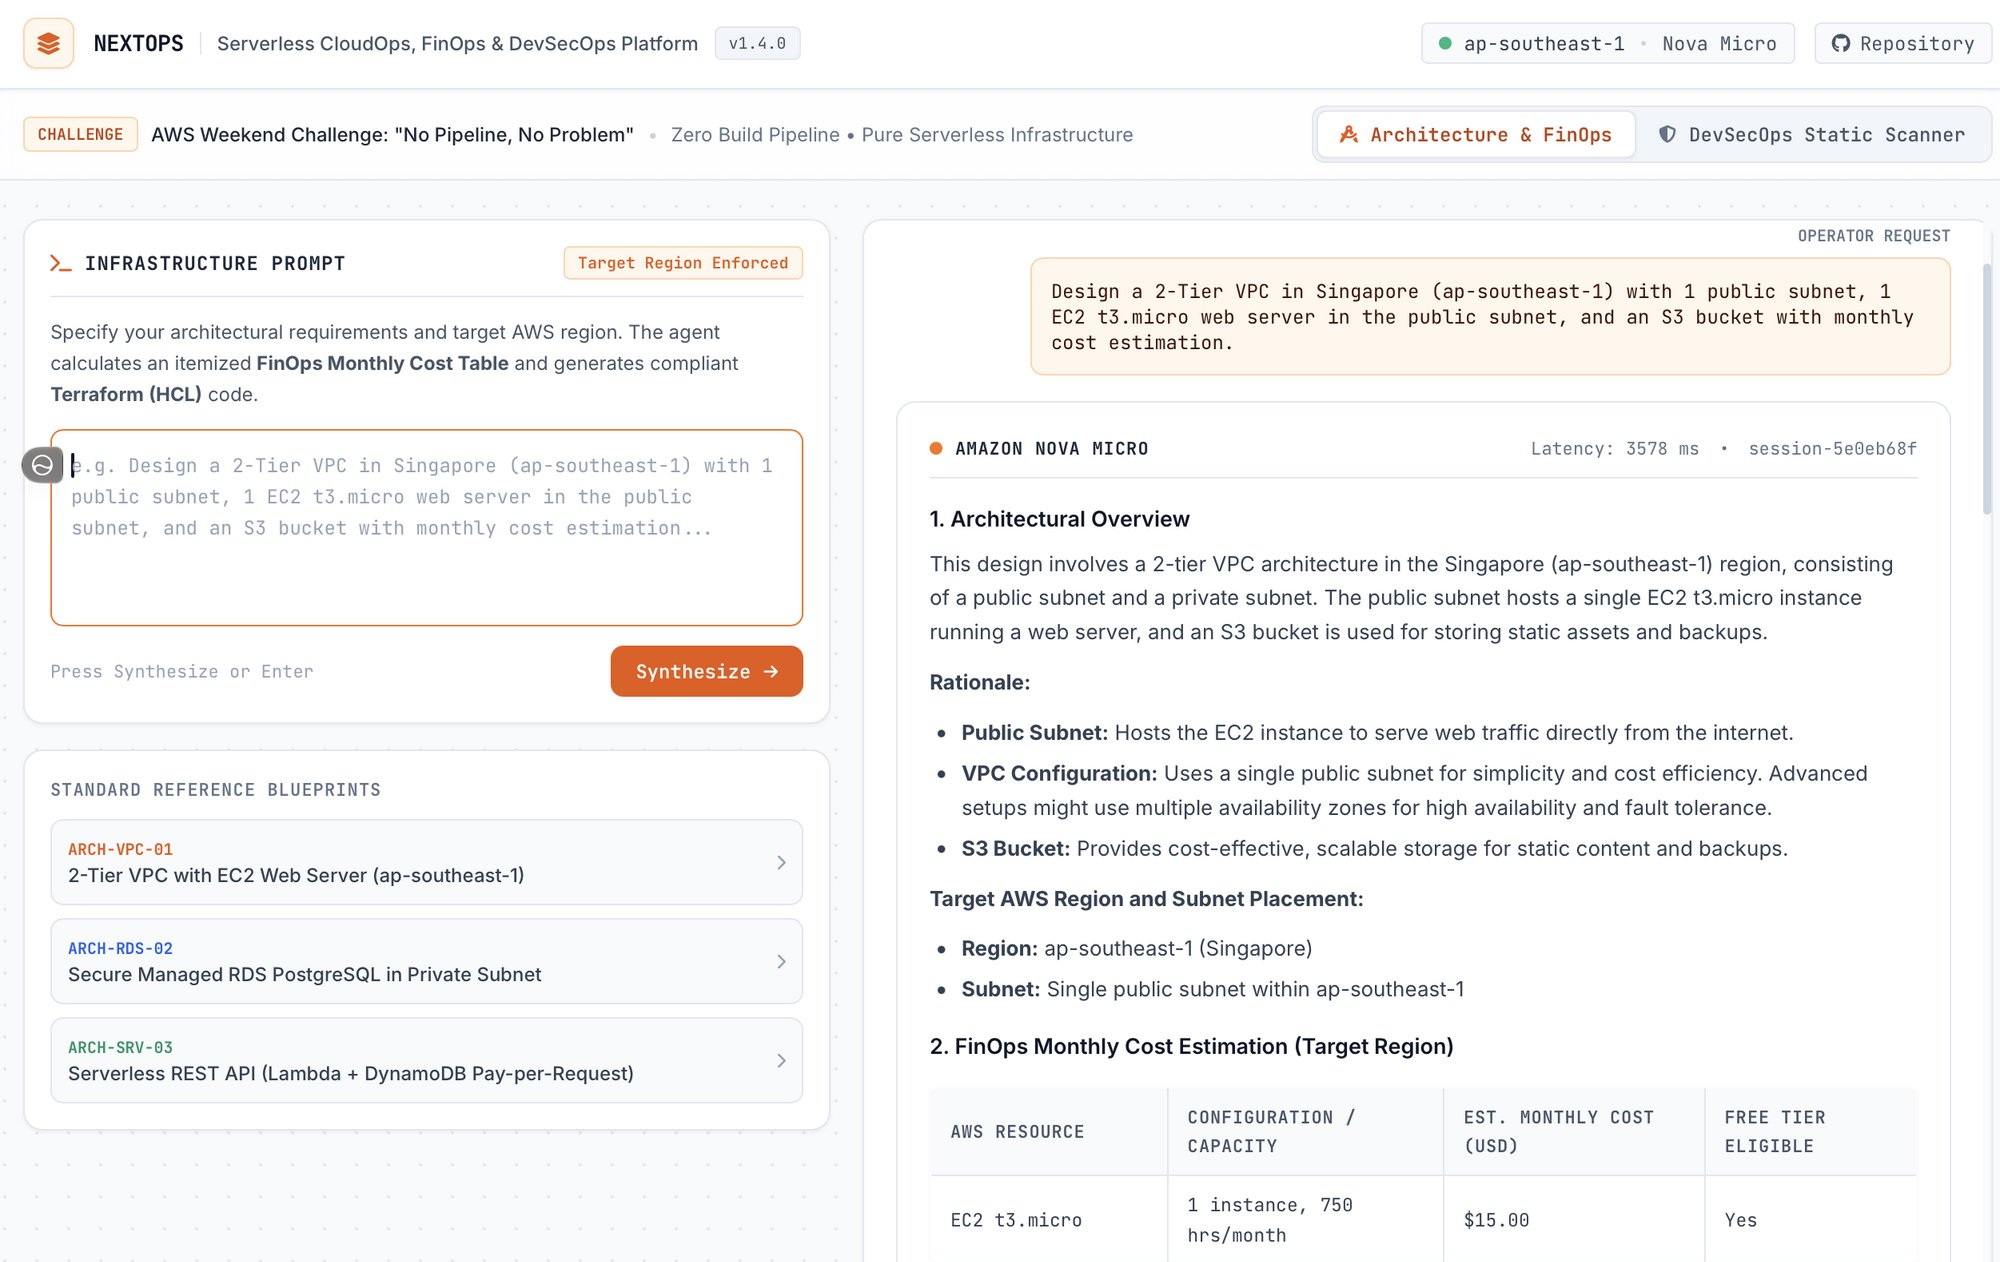 NEXTOPS
Serverless CloudOps, FinOps & DevSecOps Platform
v1.4.0
ap-southeast-1 • Nova Micro
Repository
CHALLENGE
AWS Weekend Challenge: "No Pipeline, No Problem" • Zero Build Pipeline • Pure Serverless Infrastructure
Architecture & FinOps
DevSecOps Static Scanner
INFRASTRUCTURE PROMPT
Target Region Enforced
Specify your architectural requirements and target AWS region. The agent
calculates an itemized FinOps Monthly Cost Table and generates compliant
Terraform (HCL) code.
e.g. Design a 2-Tier VPC in Singapore (ap-southeast-1) with 1
public subnet, 1 EC2 t3.micro web server in the public
subnet, and an S3 bucket with monthly cost estimation...
Press Synthesize or Enter
Synthesize →
STANDARD REFERENCE BLUEPRINTS
ARCH-VPC-01
2-Tier VPC with EC2 Web Server (ap-southeast-1)
ARCH-RDS-02
Secure Managed RDS PostgreSQL in Private Subnet
ARCH-SRV-03
Serverless REST API (Lambda + DynamoDB Pay-per-Request)
OPERATOR REQUEST
Design a 2-Tier VPC in Singapore (ap-southeast-1) with 1 public subnet, 1
EC2 t3.micro web server in the public subnet, and an S3 bucket with monthly
cost estimation.
AMAZON NOVA MICRO
Latency: 3578 ms • session-5e0eb68f
1. Architectural Overview
This design involves a 2-tier VPC architecture in the Singapore (ap-southeast-1) region, consisting
of a public subnet and a private subnet. The public subnet hosts a single EC2 t3.micro instance
running a web server, and an S3 bucket is used for storing static assets and backups.
Rationale:
• Public Subnet: Hosts the EC2 instance to serve web traffic directly from the internet.
• VPC Configuration: Uses a single public subnet for simplicity and cost efficiency. Advanced
setups might use multiple availability zones for high availability and fault tolerance.
• S3 Bucket: Provides cost-effective, scalable storage for static content and backups.
Target AWS Region and Subnet Placement:
• Region: ap-southeast-1 (Singapore)
• Subnet: Single public subnet within ap-southeast-1
2. FinOps Monthly Cost Estimation (Target Region)
AWS RESOURCE
CONFIGURATION /
CAPACITY
EST. MONTHLY COST
(USD)
FREE TIER
ELIGIBLE
EC2 t3.micro
1 instance, 750
hrs/month
$15.00
Yes